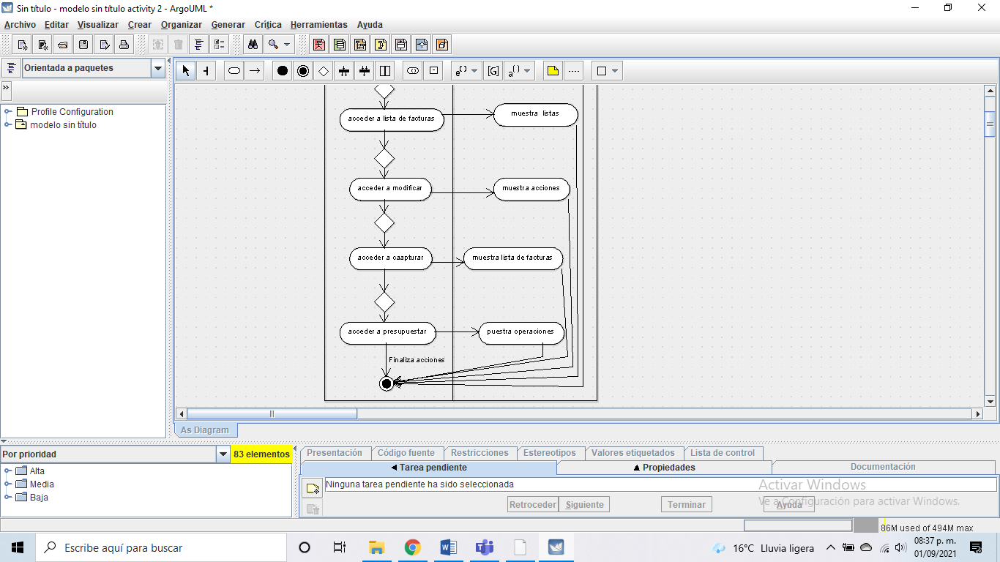 Sin título - modelo sin título activity 2 - ArgoUML *
Archivo Editar Visualizar Crear Organizar Generar Crítica Herramientas Ayuda
Orientada a paquetes
»
Profile Configuration
modelo sin título
acceder a lista de facturas
muestra listas
acceder a modificar
muestra acciones
acceder a caapturar
muestra lista de facturas
acceder a presupuestar
puestra operaciones
Finaliza acciones
As Diagram
Por prioridad
83 elementos
Alta
Media
Baja
Presentación Código fuente Restricciones Estereotipos Valores etiquetados Lista de control
Tarea pendiente Propiedades Documentación
Ninguna tarea pendiente ha sido seleccionada
Retroceder Siguiente Terminar Ayuda
Activar Windows
Ve a Configuración para activar Windows.
86M used of 494M max
Escribe aquí para buscar
16°C Lluvia ligera
08:37 p. m.
01/09/2021